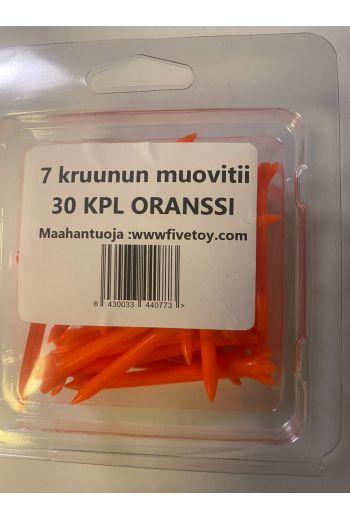 7 kruunun muovitii
30 KPL ORANSSI
Maahantuoja :wwwfivetoy.com
6 430033 440773 >